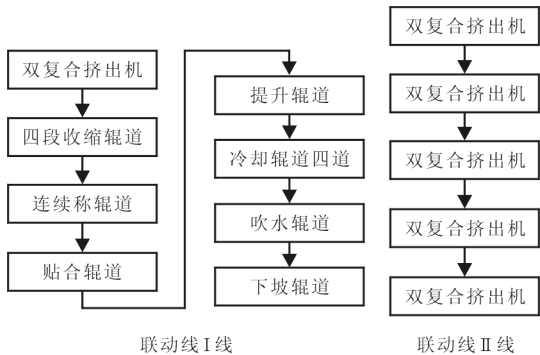 双复合挤出机
四段收缩辊道
连续称辊道
贴合辊道
提升辊道
冷却辊道四道
吹水辊道
下坡辊道
联动线Ⅰ线
双复合挤出机
双复合挤出机
双复合挤出机
双复合挤出机
双复合挤出机
联动线Ⅱ线